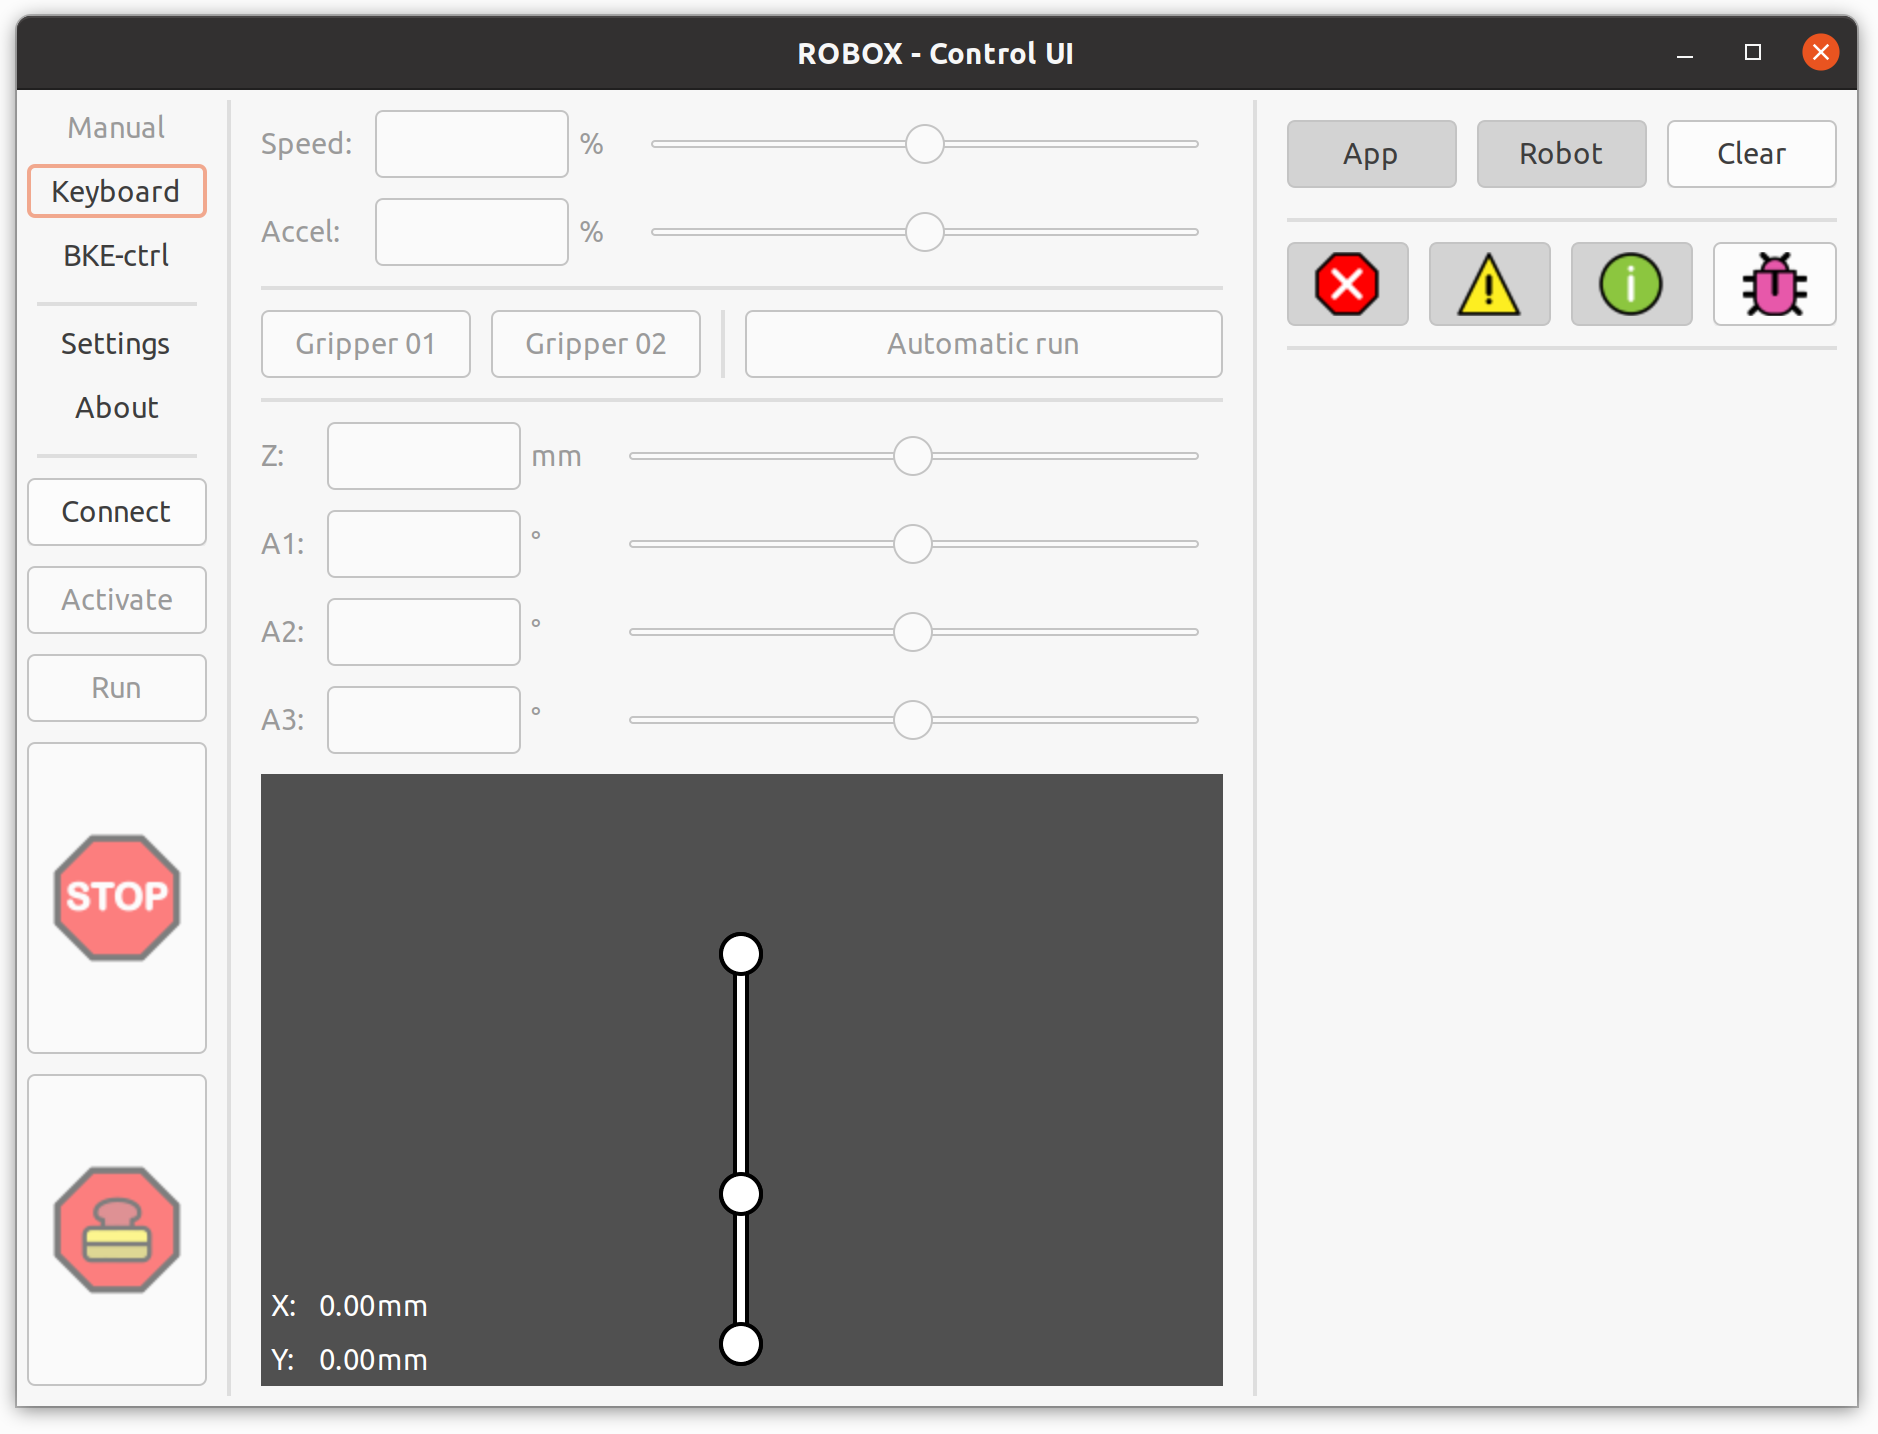 ROBOX - Control UI
Manual
Keyboard
BKE-ctrl
Settings
About
Connect
Activate
Run
STOP
Speed: %
Accel: %
Gripper 01 Gripper 02 Automatic run
Z: mm
A1: °
A2: °
A3: °
X: 0.00mm
Y: 0.00mm
App Robot Clear